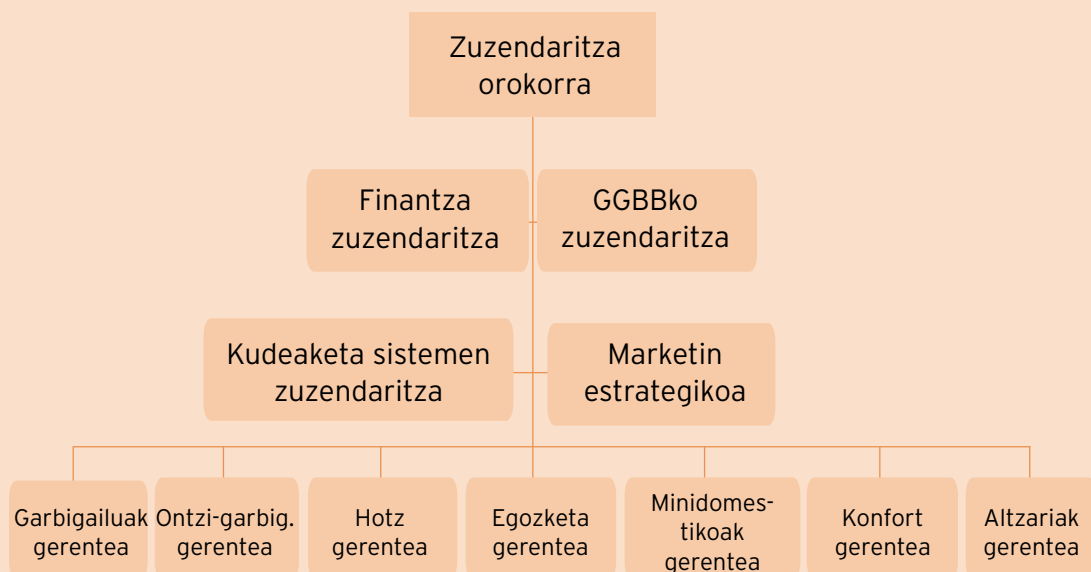 Zuzendaritza
orokorra
Finantza
zuzendaritza
GGBBko
zuzendaritza
Kudeaketa sistemen
zuzendaritza
Marketin
estrategikoa
Garbigailuak
gerentea
Ontzi-garbig.
gerentea
Hotz
gerentea
Egozketa
gerentea
Minidomes-
tikoak
gerentea
Konfort
gerentea
Altzariak
gerentea